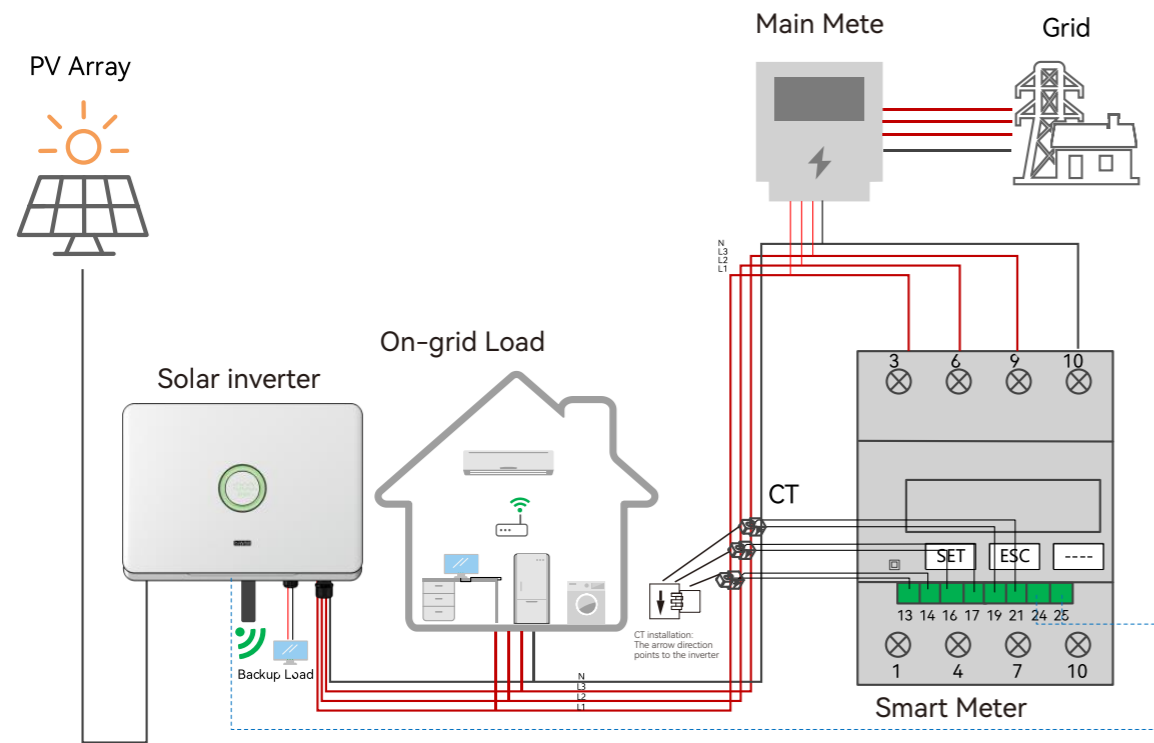 Main Mete
Grid
PV Array
N
L3
L2
L1
On-grid Load
Solar inverter
3
6
9
10
CT
SET
ESC
----
13
14
16
17
19
21
24
25
CT installation:
The arrow direction
points to the inverter
Backup Load
N
L3
L2
L1
1
4
7
10
Smart Meter